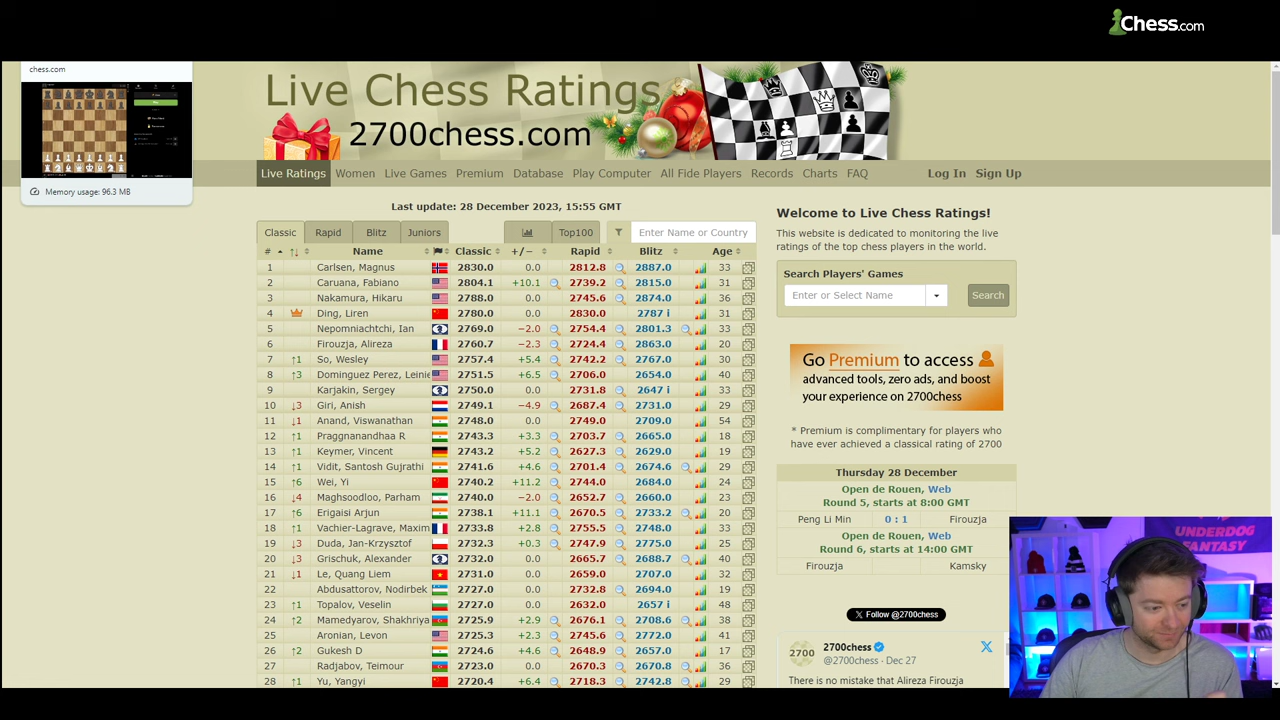 Chess.com
chess.com
Memory usage: 96.3 MB
Live Chess Ratings
2700chess.com
Live Ratings Women Live Games Premium Database Play Computer All Fide Players Records Charts FAQ Log In Sign Up
Last update: 28 December 2023, 15:55 GMT
Classic Rapid Blitz Juniors Top100 Enter Name or Country
# Name Classic +/− Rapid Blitz Age
1 Carlsen, Magnus 2830.0 0.0 2812.8 2887.0 33
2 Caruana, Fabiano 2804.1 +10.1 2739.2 2815.0 31
3 Nakamura, Hikaru 2788.0 0.0 2745.6 2874.0 36
4 Ding, Liren 2780.0 0.0 2830.0 2787 i 31
5 Nepomniachtchi, Ian 2769.0 −2.0 2754.4 2801.3 33
6 Firouzja, Alireza 2760.7 −2.3 2724.4 2863.0 20
7 ↑1 So, Wesley 2757.4 +5.4 2742.2 2767.0 30
8 ↑3 Dominguez Perez, Leinie 2751.5 +6.5 2706.0 2654.0 40
9 Karjakin, Sergey 2750.0 0.0 2731.8 2647 i 33
10 ↓3 Giri, Anish 2749.1 −4.9 2687.4 2731.0 29
11 ↓1 Anand, Viswanathan 2748.0 0.0 2749.0 2709.0 54
12 ↑1 Praggnanandhaa R 2743.3 +3.3 2703.7 2665.0 18
13 ↑1 Keymer, Vincent 2743.2 +5.2 2627.3 2629.0 19
14 ↑1 Vidit, Santosh Gujrathi 2741.6 +4.6 2701.4 2674.6 29
15 ↑6 Wei, Yi 2740.2 +11.2 2744.0 2684.0 24
16 ↓4 Maghsoodloo, Parham 2740.0 −2.0 2652.7 2660.0 23
17 ↑6 Erigaisi Arjun 2738.1 +11.1 2670.5 2733.2 20
18 ↑1 Vachier-Lagrave, Maxim 2733.8 +2.8 2755.5 2748.0 33
19 ↓3 Duda, Jan-Krzysztof 2732.3 +0.3 2747.9 2775.0 25
20 ↓3 Grischuk, Alexander 2732.0 0.0 2665.7 2688.7 40
21 ↓1 Le, Quang Liem 2731.0 0.0 2659.0 2707.0 32
22 Abdusattorov, Nodirbek 2727.0 0.0 2732.8 2694.0 19
23 ↑1 Topalov, Veselin 2727.0 0.0 2632.0 2657 i 48
24 ↑2 Mamedyarov, Shakhriya 2725.9 +2.9 2676.1 2708.6 38
25 Aronian, Levon 2725.3 +2.3 2745.6 2772.0 41
26 ↑2 Gukesh D 2724.6 +4.6 2648.9 2657.0 17
27 Radjabov, Teimour 2723.0 0.0 2670.3 2670.8 36
28 ↑1 Yu, Yangyi 2720.4 +6.4 2718.3 2742.8 29
Welcome to Live Chess Ratings!
This website is dedicated to monitoring the live
ratings of the top chess players in the world.
Search Players' Games
Enter or Select Name Search
Go Premium to access
advanced tools, zero ads, and boost
your experience on 2700chess
* Premium is complimentary for players who
have ever achieved a classical rating of 2700
Thursday 28 December
Open de Rouen, Web
Round 5, starts at 8:00 GMT
Peng Li Min 0 : 1 Firouzja
Open de Rouen, Web
Round 6, starts at 14:00 GMT
Firouzja Kamsky
X Follow @2700chess
2700 2700chess
@2700chess · Dec 27
There is no mistake that Alireza Firouzja
UNDERDOG
FANTASY